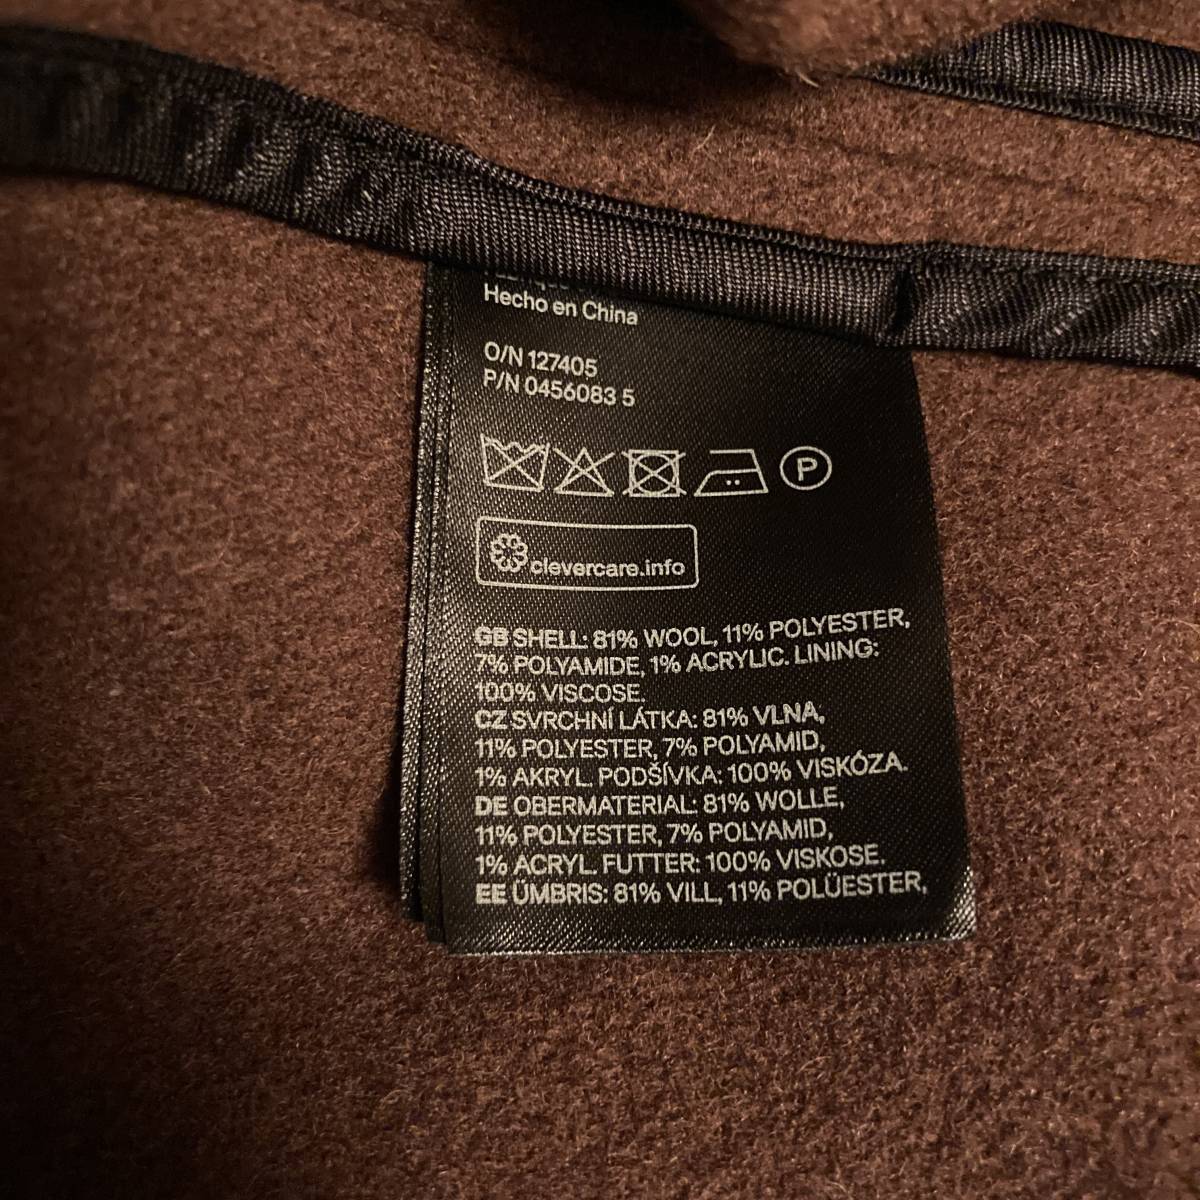 Hecho en China
O/N 127405
P/N 0456083 5
P
clevercare.info
GB SHELL: 81% WOOL, 11% POLYESTER,
7% POLYAMIDE, 1% ACRYLIC. LINING:
100% VISCOSE.
CZ SVRCHNÍ LÁTKA: 81% VLNA,
11% POLYESTER, 7% POLYAMID,
1% AKRYL. PODŠÍVKA: 100% VISKÓZA.
DE OBERMATERIAL: 81% WOLLE,
11% POLYESTER, 7% POLYAMID,
1% ACRYL. FUTTER: 100% VISKOSE.
EE ÜMBRIS: 81% VILL, 11% POLÜESTER,